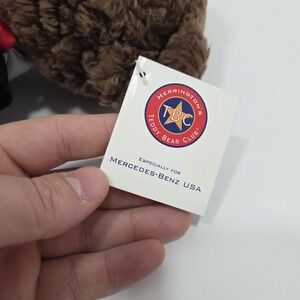 HERRINGTON'S
TBC
TEDDY BEAR CLUB
ESPECIALLY FOR
MERCEDES-BENZ USA